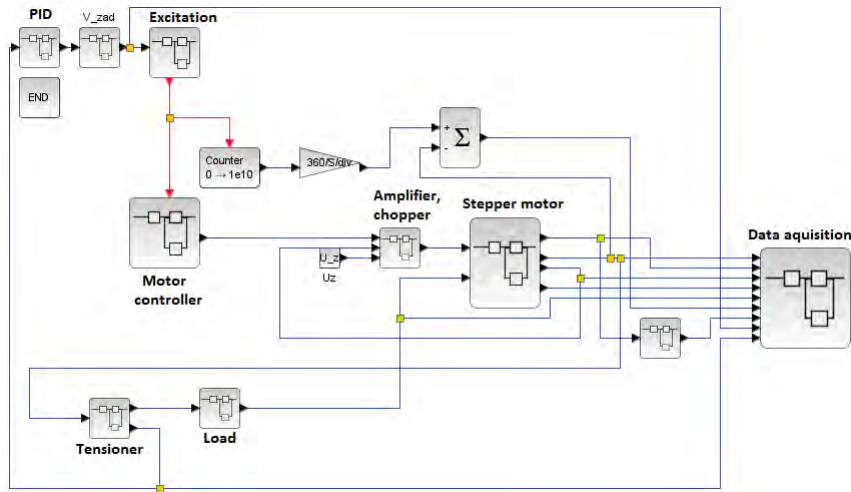 PID
V_zad
Excitation
END
Counter
0 → 1e10
360/S/div
+
-
Σ
Amplifier,
chopper
Stepper motor
Data aquisition
Motor
controller
U_z
Uz
Tensioner
Load